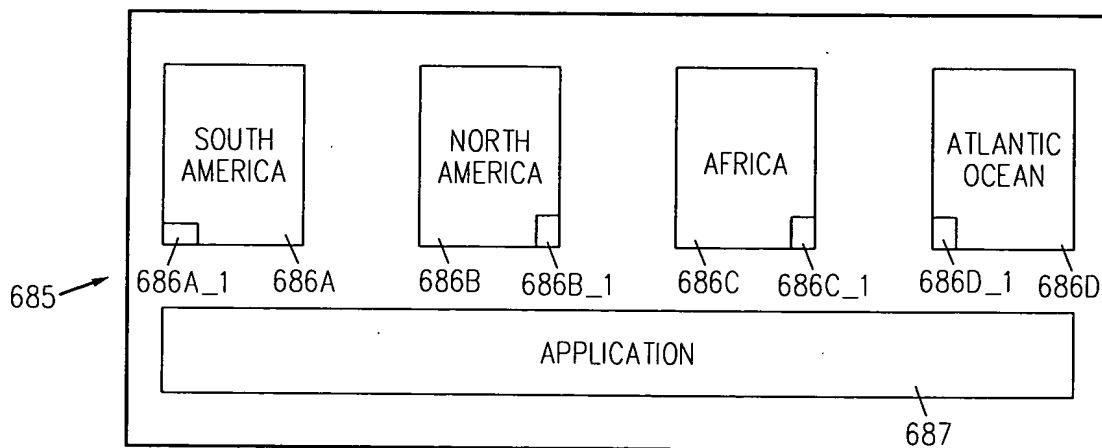 SOUTH
AMERICA
NORTH
AMERICA
AFRICA
ATLANTIC
OCEAN
686A_1
686A
686B
686B_1
686C
686C_1
686D_1
686D
685
APPLICATION
687